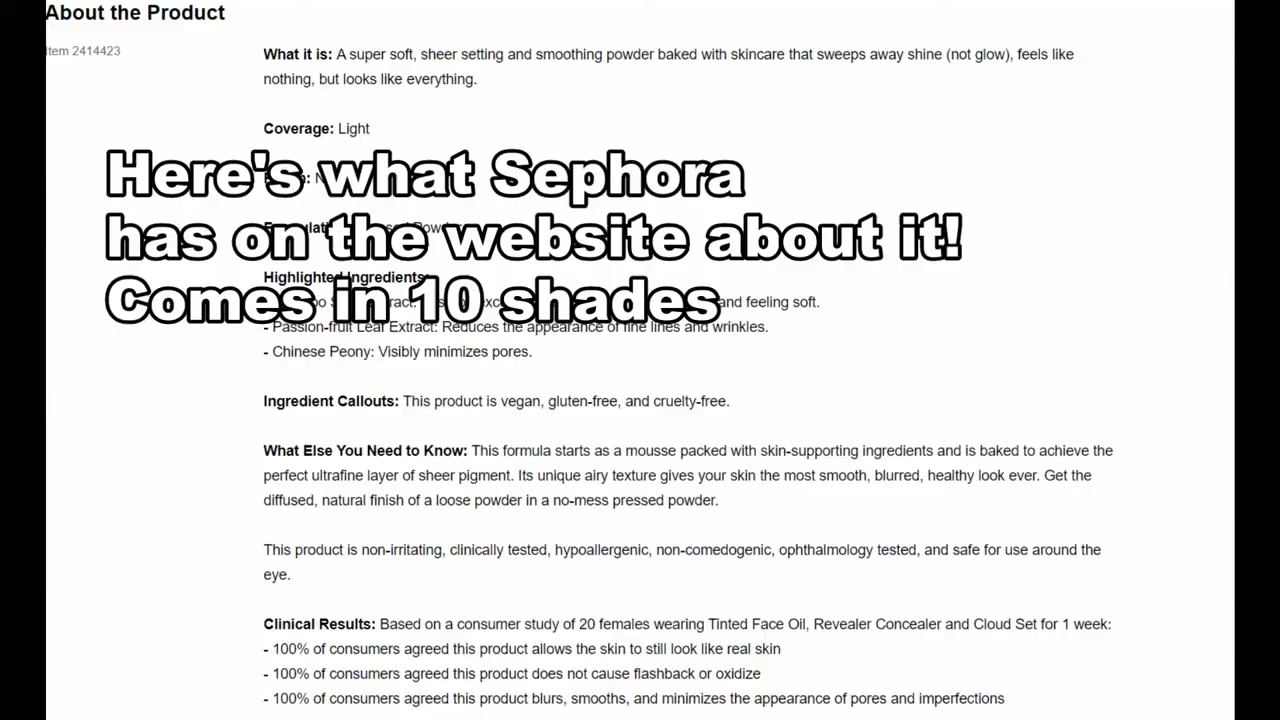 About the Product
Item 2414423
What it is: A super soft, sheer setting and smoothing powder baked with skincare that sweeps away shine (not glow), feels like
nothing, but looks like everything.
Coverage: Light
Here's what Sephora
has on the website about it!
Highlighted Ingredients:
Comes in 10 shades
and feeling soft.
- Passion-fruit Leaf Extract: Reduces the appearance of fine lines and wrinkles.
- Chinese Peony: Visibly minimizes pores.
Ingredient Callouts: This product is vegan, gluten-free, and cruelty-free.
What Else You Need to Know: This formula starts as a mousse packed with skin-supporting ingredients and is baked to achieve the
perfect ultrafine layer of sheer pigment. Its unique airy texture gives your skin the most smooth, blurred, healthy look ever. Get the
diffused, natural finish of a loose powder in a no-mess pressed powder.
This product is non-irritating, clinically tested, hypoallergenic, non-comedogenic, ophthalmology tested, and safe for use around the
eye.
Clinical Results: Based on a consumer study of 20 females wearing Tinted Face Oil, Revealer Concealer and Cloud Set for 1 week:
- 100% of consumers agreed this product allows the skin to still look like real skin
- 100% of consumers agreed this product does not cause flashback or oxidize
- 100% of consumers agreed this product blurs, smooths, and minimizes the appearance of pores and imperfections